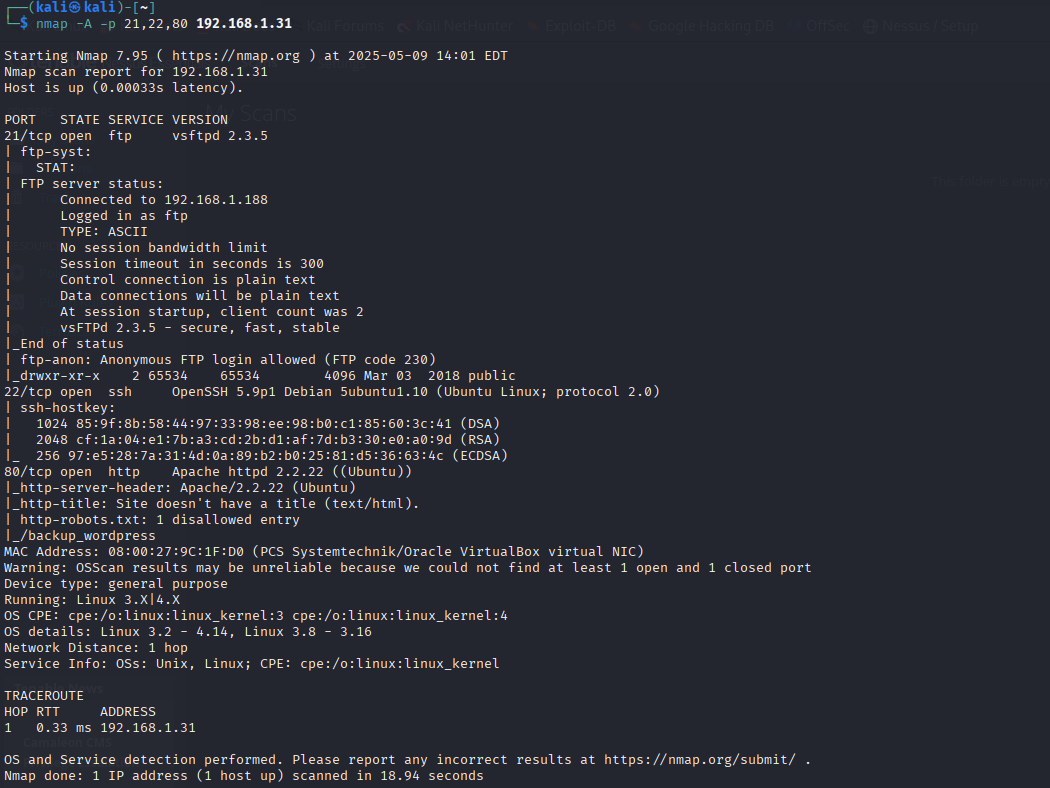 ┌──(kali㉿kali)-[~]
└─$ nmap -A -p 21,22,80 192.168.1.31
Kali Forums Kali NetHunter Exploit-DB Google Hacking DB OffSec Nessus / Setup
Starting Nmap 7.95 ( https://nmap.org ) at 2025-05-09 14:01 EDT
Nmap scan report for 192.168.1.31
Host is up (0.00033s latency).
My Scans
PORT   STATE SERVICE VERSION
21/tcp open  ftp     vsftpd 2.3.5
| ftp-syst:
|   STAT:
| FTP server status:
This folder is empty
|      Connected to 192.168.1.188
|      Logged in as ftp
|      TYPE: ASCII
|      No session bandwidth limit
|      Session timeout in seconds is 300
|      Control connection is plain text
|      Data connections will be plain text
|      At session startup, client count was 2
|      vsFTPd 2.3.5 - secure, fast, stable
|_End of status
| ftp-anon: Anonymous FTP login allowed (FTP code 230)
|_drwxr-xr-x    2 65534    65534        4096 Mar 03  2018 public
22/tcp open  ssh     OpenSSH 5.9p1 Debian 5ubuntu1.10 (Ubuntu Linux; protocol 2.0)
| ssh-hostkey:
|   1024 85:9f:8b:58:44:97:33:98:ee:98:b0:c1:85:60:3c:41 (DSA)
|   2048 cf:1a:04:e1:7b:a3:cd:2b:d1:af:7d:b3:30:e0:a0:9d (RSA)
|_  256 97:e5:28:7a:31:4d:0a:89:b2:b0:25:81:d5:36:63:4c (ECDSA)
80/tcp open  http    Apache httpd 2.2.22 ((Ubuntu))
|_http-server-header: Apache/2.2.22 (Ubuntu)
|_http-title: Site doesn't have a title (text/html).
| http-robots.txt: 1 disallowed entry
|_/backup_wordpress
MAC Address: 08:00:27:9C:1F:D0 (PCS Systemtechnik/Oracle VirtualBox virtual NIC)
Warning: OSScan results may be unreliable because we could not find at least 1 open and 1 closed port
Device type: general purpose
Running: Linux 3.X|4.X
OS CPE: cpe:/o:linux:linux_kernel:3 cpe:/o:linux:linux_kernel:4
OS details: Linux 3.2 - 4.14, Linux 3.8 - 3.16
Network Distance: 1 hop
Service Info: OSs: Unix, Linux; CPE: cpe:/o:linux:linux_kernel
TRACEROUTE
HOP RTT     ADDRESS
1   0.33 ms 192.168.1.31
OS and Service detection performed. Please report any incorrect results at https://nmap.org/submit/ .
Nmap done: 1 IP address (1 host up) scanned in 18.94 seconds